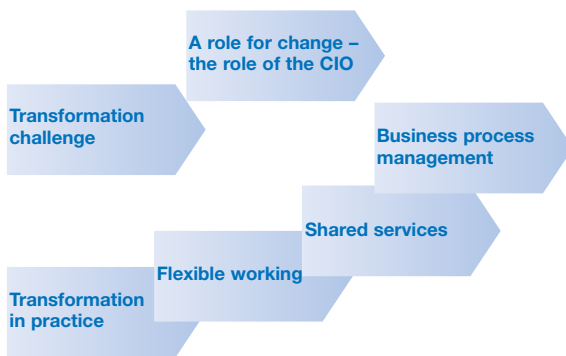 A role for change –
the role of the CIO
Transformation
challenge
Business process
management
Shared services
Flexible working
Transformation
in practice